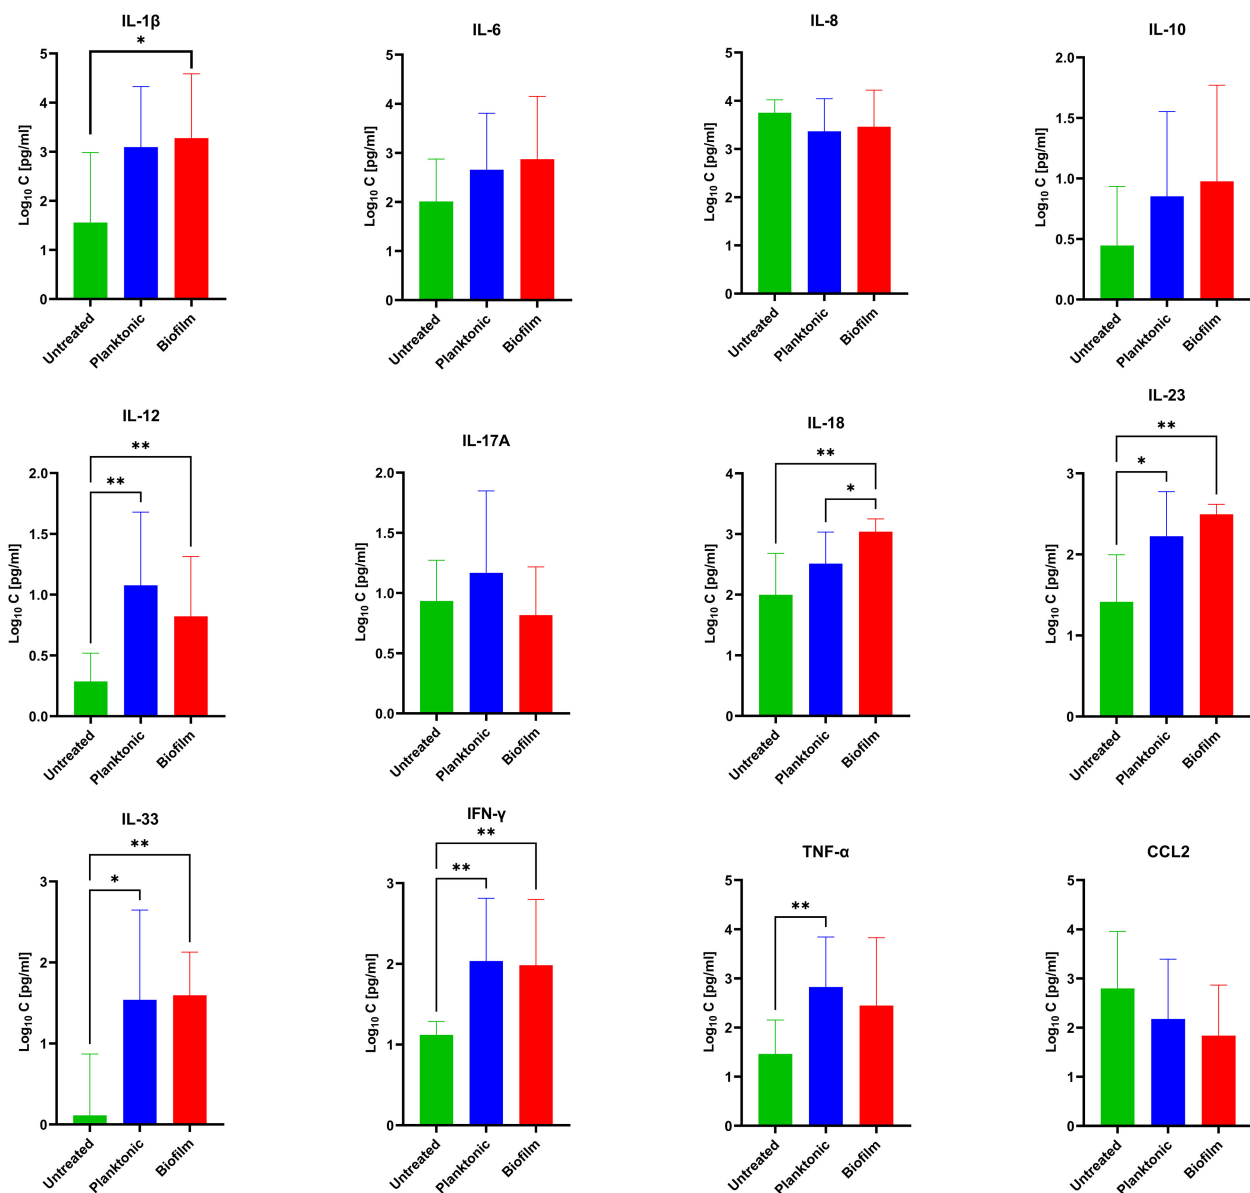 IL-1β
*
Log₁₀ C [pg/ml]
5
4
3
2
1
0
Untreated
Planktonic
Biofilm
IL-6
Log₁₀ C [pg/ml]
5
4
3
2
1
0
Untreated
Planktonic
Biofilm
IL-8
Log₁₀ C [pg/ml]
5
4
3
2
1
0
Untreated
Planktonic
Biofilm
IL-10
Log₁₀ C [pg/ml]
2.0
1.5
1.0
0.5
0.0
Untreated
Planktonic
Biofilm
IL-12
**
**
Log₁₀ C [pg/ml]
2.0
1.5
1.0
0.5
0.0
Untreated
Planktonic
Biofilm
IL-17A
Log₁₀ C [pg/ml]
2.0
1.5
1.0
0.5
0.0
Untreated
Planktonic
Biofilm
IL-18
**
*
Log₁₀ C [pg/ml]
4
3
2
1
0
Untreated
Planktonic
Biofilm
IL-23
**
*
Log₁₀ C [pg/ml]
3
2
1
0
Untreated
Planktonic
Biofilm
IL-33
**
*
Log₁₀ C [pg/ml]
3
2
1
0
Untreated
Planktonic
Biofilm
IFN-γ
**
**
Log₁₀ C [pg/ml]
3
2
1
0
Untreated
Planktonic
Biofilm
TNF-α
**
Log₁₀ C [pg/ml]
5
4
3
2
1
0
Untreated
Planktonic
Biofilm
CCL2
Log₁₀ C [pg/ml]
5
4
3
2
1
0
Untreated
Planktonic
Biofilm